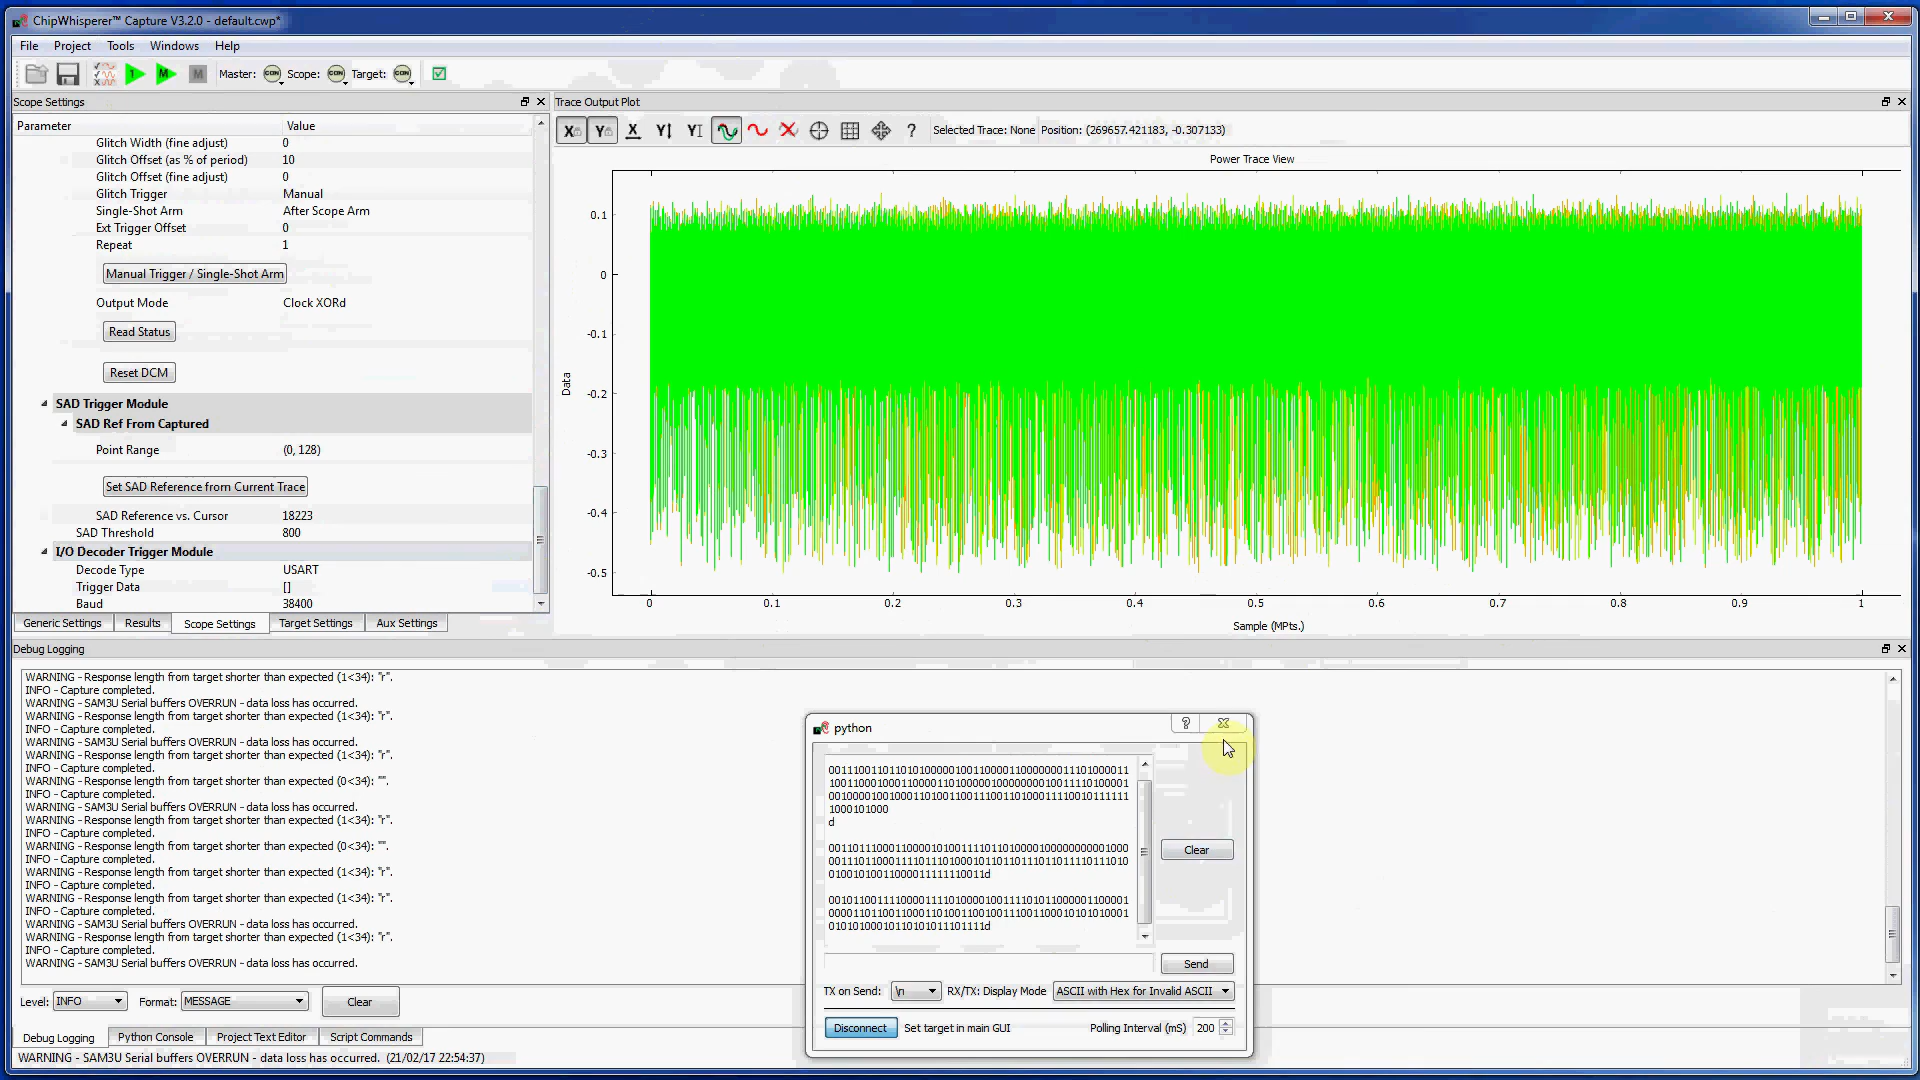 ChipWhisperer™ Capture V3.2.0 - default.cwp*
File Project Tools Windows Help
Master: CON Scope: CON Target: CON
Scope Settings
Parameter Value
Glitch Width (fine adjust) 0
Glitch Offset (as % of period) 10
Glitch Offset (fine adjust) 0
Glitch Trigger Manual
Single-Shot Arm After Scope Arm
Ext Trigger Offset 0
Repeat 1
Manual Trigger / Single-Shot Arm
Output Mode Clock XORd
Read Status
Reset DCM
SAD Trigger Module
SAD Ref From Captured
Point Range (0, 128)
Set SAD Reference from Current Trace
SAD Reference vs. Cursor 18223
SAD Threshold 800
I/O Decoder Trigger Module
Decode Type USART
Trigger Data []
Baud 38400
Generic Settings Results Scope Settings Target Settings Aux Settings
Trace Output Plot
Selected Trace: None Position: (269657.421183, -0.307133)
Power Trace View
0.1
0
-0.1
-0.2
-0.3
-0.4
-0.5
Data
0 0.1 0.2 0.3 0.4 0.5 0.6 0.7 0.8 0.9 1
Sample (MPts.)
Debug Logging
WARNING - Response length from target shorter than expected (1<34): "r".
INFO - Capture completed.
WARNING - SAM3U Serial buffers OVERRUN - data loss has occurred.
WARNING - Response length from target shorter than expected (1<34): "r".
INFO - Capture completed.
WARNING - SAM3U Serial buffers OVERRUN - data loss has occurred.
WARNING - Response length from target shorter than expected (1<34): "r".
INFO - Capture completed.
WARNING - Response length from target shorter than expected (0<34): "".
INFO - Capture completed.
WARNING - SAM3U Serial buffers OVERRUN - data loss has occurred.
WARNING - Response length from target shorter than expected (1<34): "r".
INFO - Capture completed.
WARNING - Response length from target shorter than expected (0<34): "".
INFO - Capture completed.
WARNING - Response length from target shorter than expected (1<34): "r".
INFO - Capture completed.
WARNING - Response length from target shorter than expected (1<34): "r".
INFO - Capture completed.
WARNING - SAM3U Serial buffers OVERRUN - data loss has occurred.
WARNING - Response length from target shorter than expected (1<34): "r".
INFO - Capture completed.
WARNING - SAM3U Serial buffers OVERRUN - data loss has occurred.
Level: INFO Format: MESSAGE Clear
Debug Logging Python Console Project Text Editor Script Commands
WARNING - SAM3U Serial buffers OVERRUN - data loss has occurred. (21/02/17 22:54:37)
python
1000101000
d
Clear
Send
TX on Send: \n RX/TX: Display Mode ASCII with Hex for Invalid ASCII
Disconnect Set target in main GUI Polling Interval (mS) 200